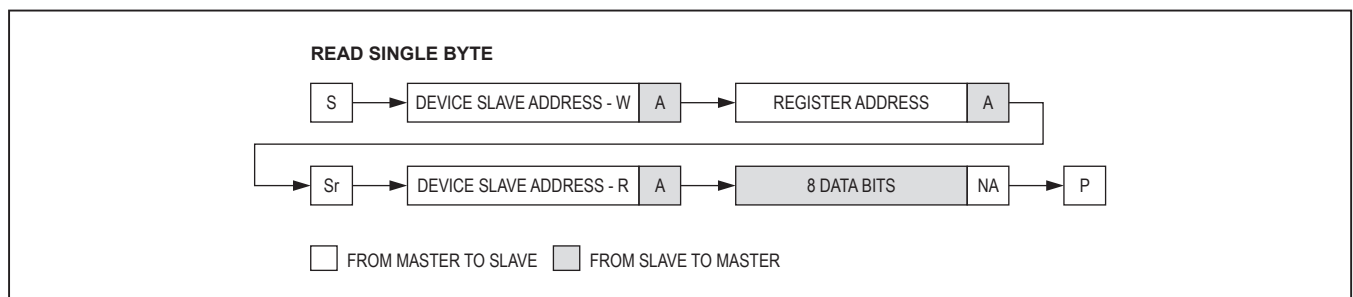 READ SINGLE BYTE
S DEVICE SLAVE ADDRESS - W A REGISTER ADDRESS A
Sr DEVICE SLAVE ADDRESS - R A 8 DATA BITS NA P
FROM MASTER TO SLAVE FROM SLAVE TO MASTER